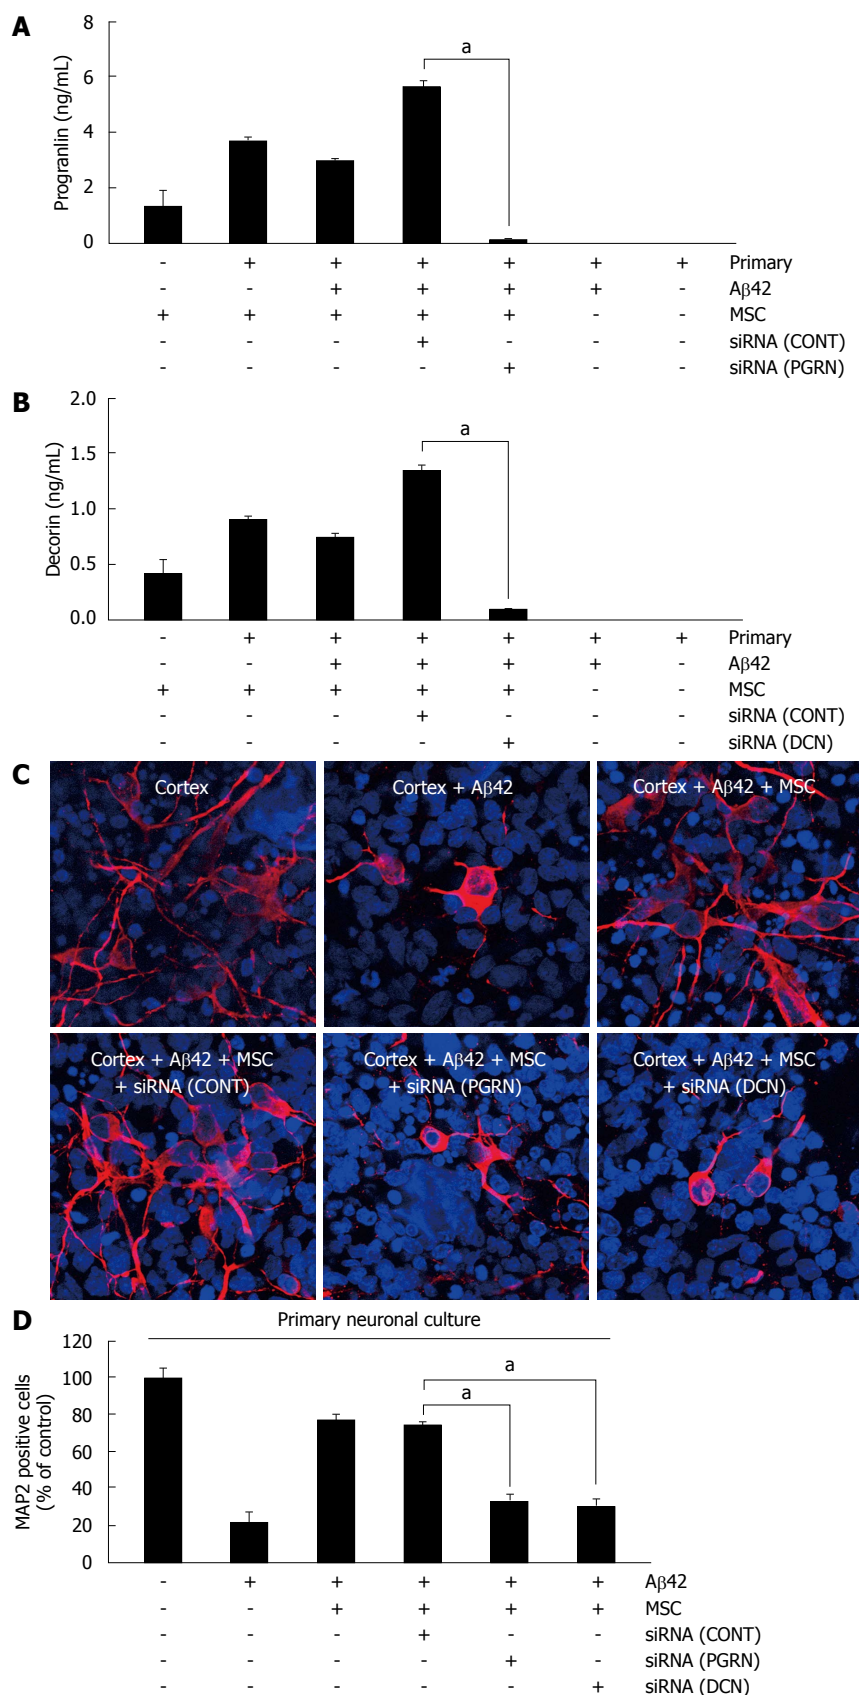 A
8
6
4
2
0
Progranlin (ng/mL)
a
- + + + + + + Primary
- - + + + + - Aβ42
+ + + + + - - MSC
- - - + - - - siRNA (CONT)
- - - - + - - siRNA (PGRN)
B
2.0
1.5
1.0
0.5
0.0
Decorin (ng/mL)
a
- + + + + + + Primary
- - + + + + - Aβ42
+ + + + + - - MSC
- - - + - - - siRNA (CONT)
- - - - + - - siRNA (DCN)
C
Cortex
Cortex + Aβ42
Cortex + Aβ42 + MSC
Cortex + Aβ42 + MSC
+ siRNA (CONT)
Cortex + Aβ42 + MSC
+ siRNA (PGRN)
Cortex + Aβ42 + MSC
+ siRNA (DCN)
D
Primary neuronal culture
120
100
80
60
40
20
0
MAP2 positive cells
(% of control)
a
a
- + + + + + Aβ42
- - + + + + MSC
- - - + - - siRNA (CONT)
- - - - + - siRNA (PGRN)
- - - - - + siRNA (DCN)